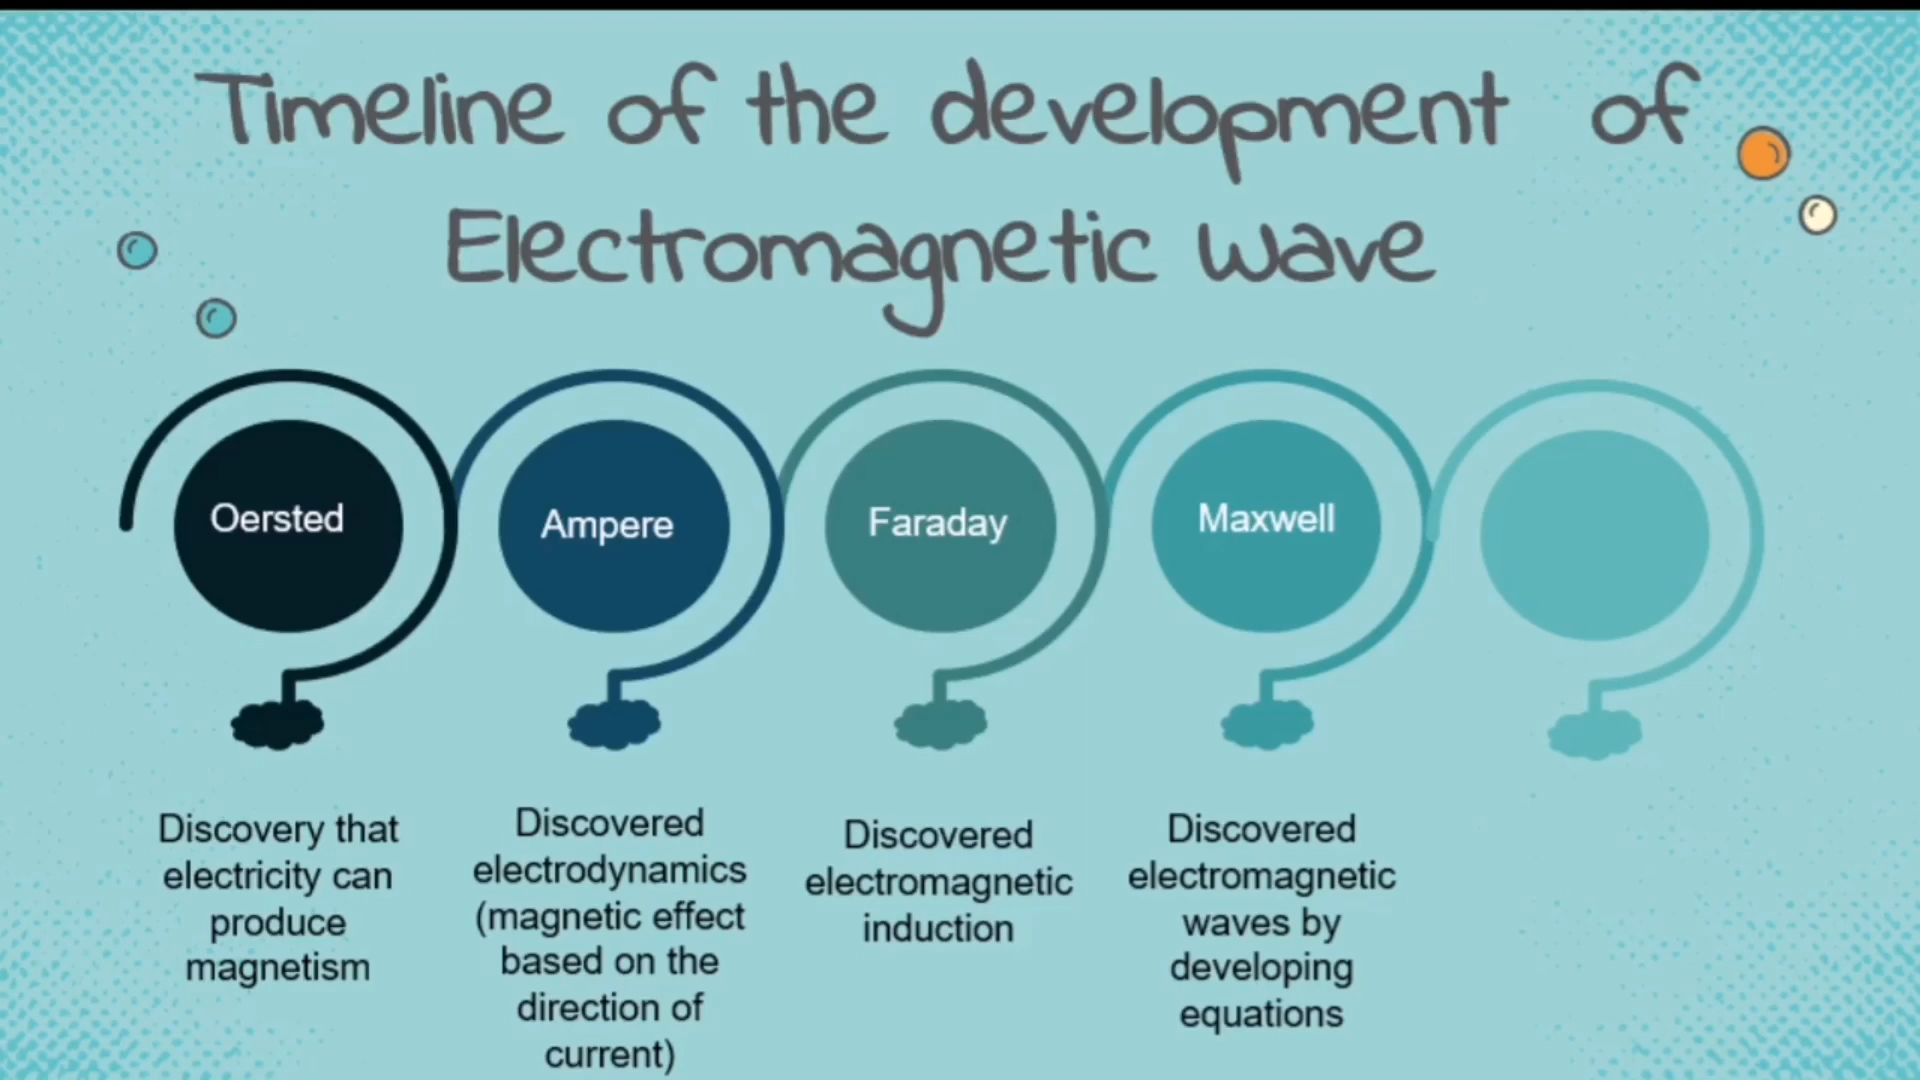 Timeline of the development of
Electromagnetic Wave
Oersted
Ampere
Faraday
Maxwell
Discovery that
electricity can
produce
magnetism
Discovered
electrodynamics
(magnetic effect
based on the
direction of
current)
Discovered
electromagnetic
induction
Discovered
electromagnetic
waves by
developing
equations